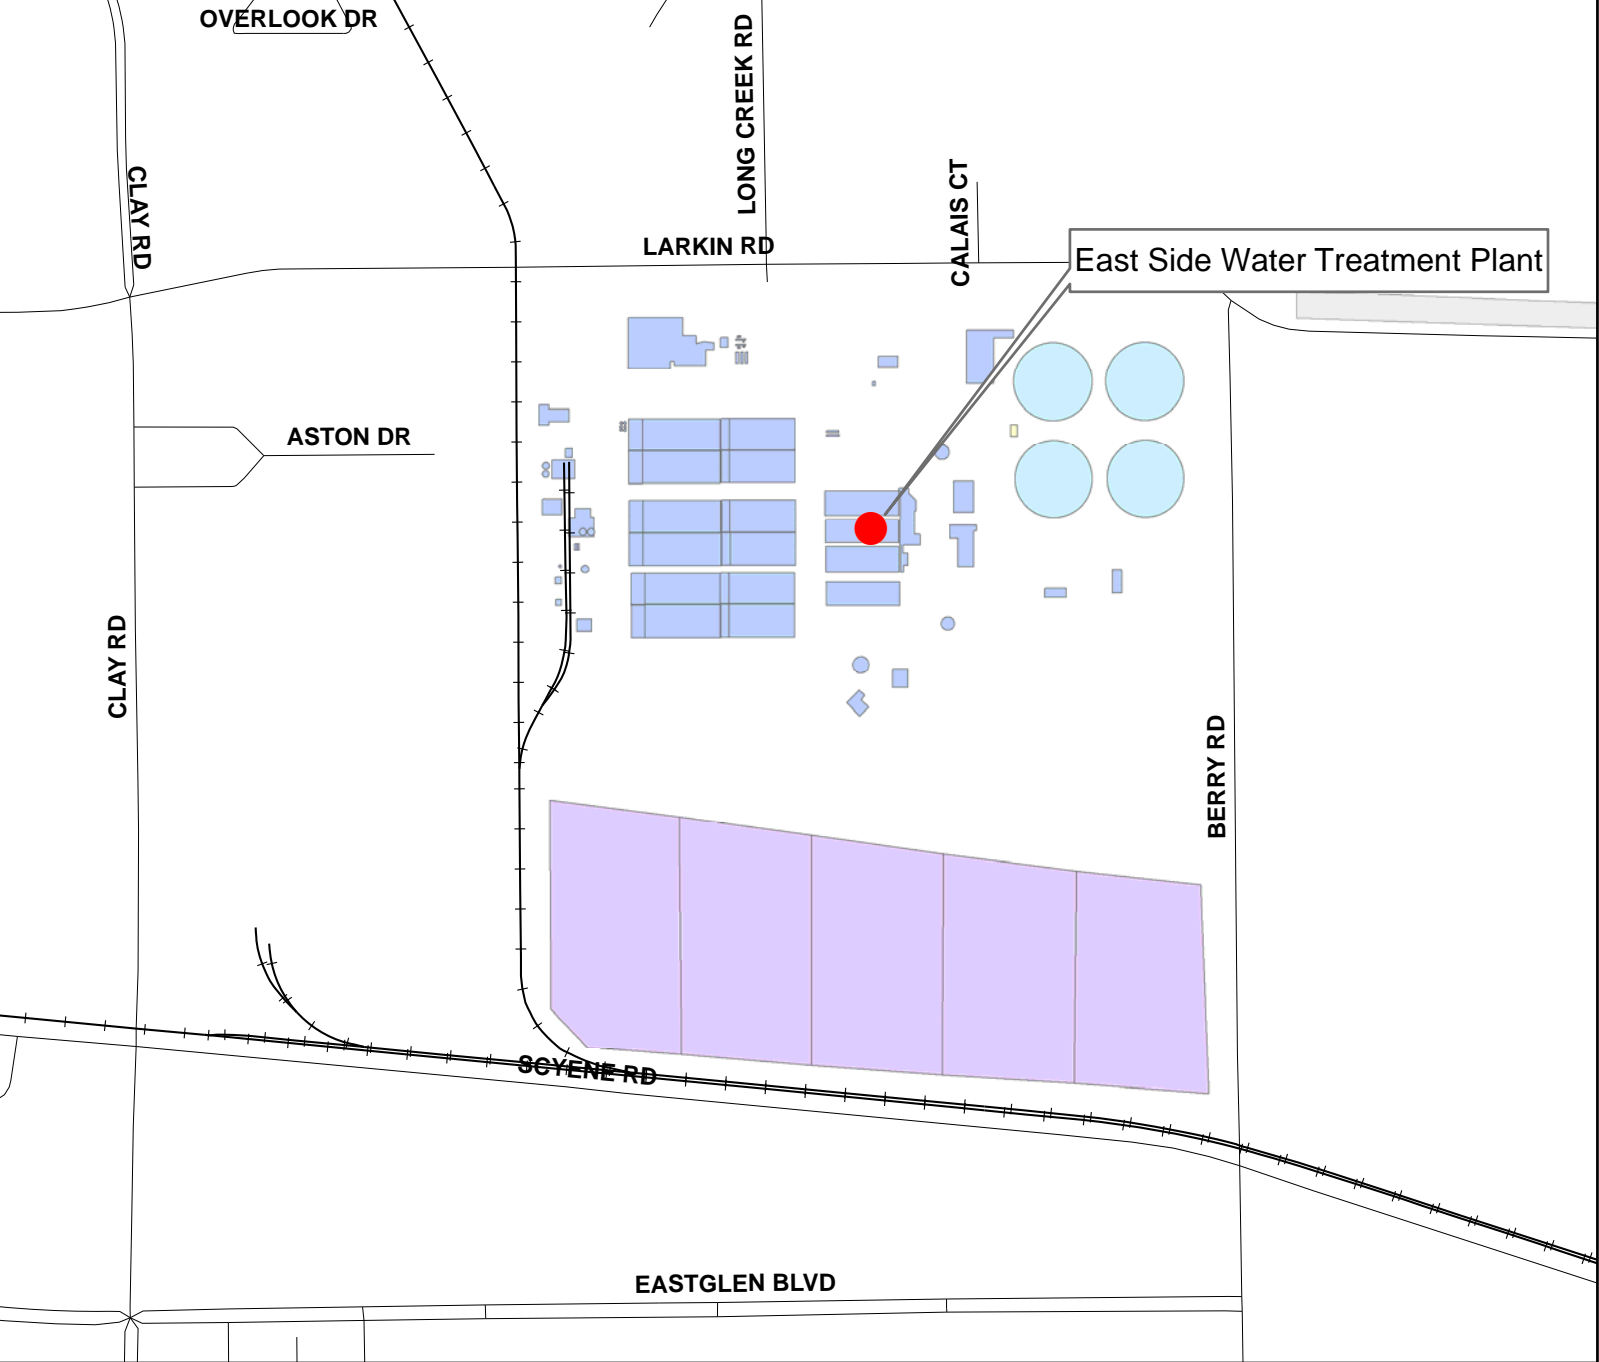 OVERLOOK DR
LONG CREEK RD
CLAY RD
CALAIS CT
LARKIN RD
East Side Water Treatment Plant
ASTON DR
CLAY RD
BERRY RD
SCYENE RD
EASTGLEN BLVD